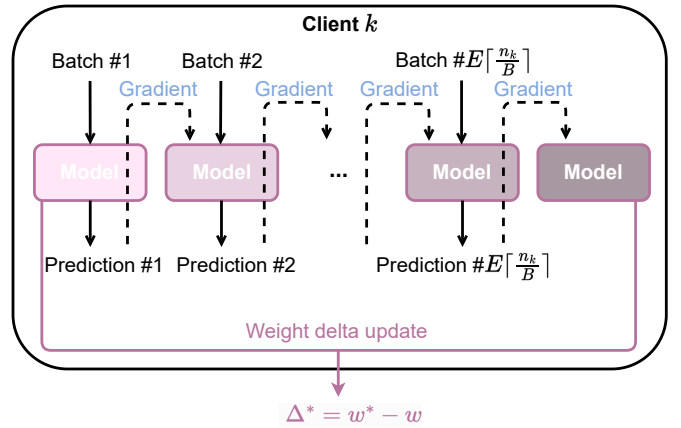 Client k
Batch #1 Batch #2 Batch #E⌈n_k/B⌉
Gradient Gradient Gradient Gradient
Model Model ... Model Model
Prediction #1 Prediction #2 Prediction #E⌈n_k/B⌉
Weight delta update
Δ* = w* − w